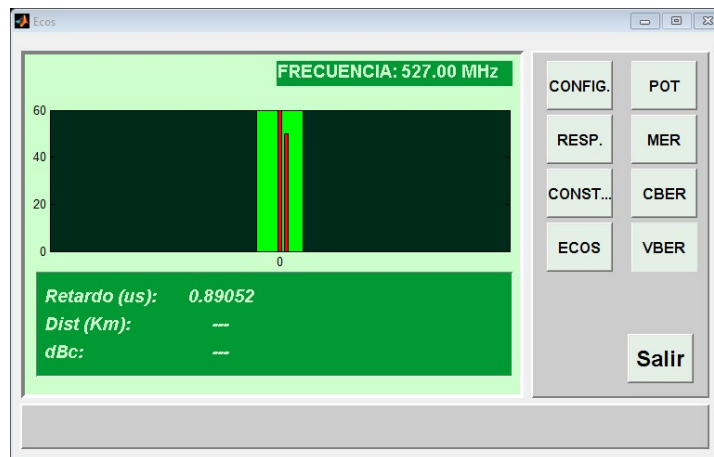 Ecos
FRECUENCIA: 527.00 MHz
60
40
20
0
0
Retardo (us): 0.89052
Dist (Km): ---
dBc: ---
CONFIG. POT
RESP. MER
CONST... CBER
ECOS VBER
Salir